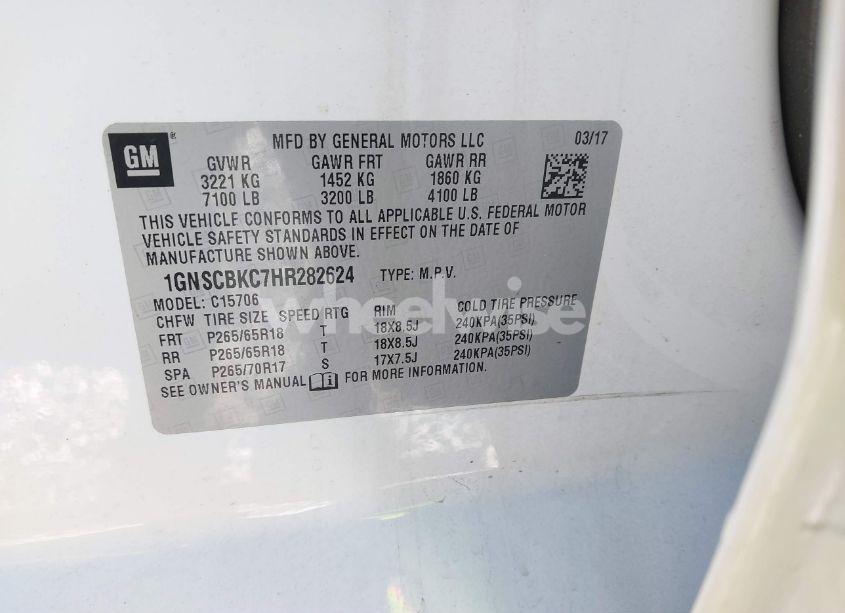 GM
®
MFD BY GENERAL MOTORS LLC 03/17
GVWR GAWR FRT GAWR RR
3221 KG 1452 KG 1860 KG
7100 LB 3200 LB 4100 LB
THIS VEHICLE CONFORMS TO ALL APPLICABLE U.S. FEDERAL MOTOR
VEHICLE SAFETY STANDARDS IN EFFECT ON THE DATE OF
MANUFACTURE SHOWN ABOVE.
1GNSCBKC7HR282624 TYPE: M.P.V.
MODEL: C15706
wheelwise
CHFW TIRE SIZE SPEED RTG RIM COLD TIRE PRESSURE
FRT P265/65R18 T 18X8.5J 240KPA(35PSI)
RR P265/65R18 T 18X8.5J 240KPA(35PSI)
SPA P265/70R17 S 17X7.5J 240KPA(35PSI)
SEE OWNER'S MANUAL FOR MORE INFORMATION.